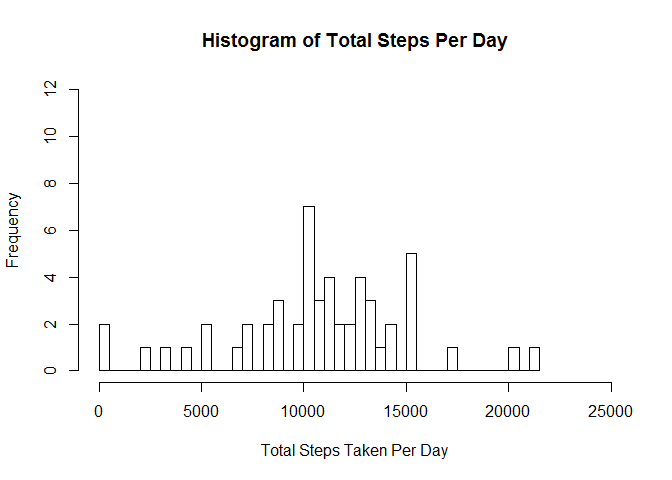 Histogram of Total Steps Per Day
Frequency
12
10
8
6
4
2
0
0 5000 10000 15000 20000 25000
Total Steps Taken Per Day